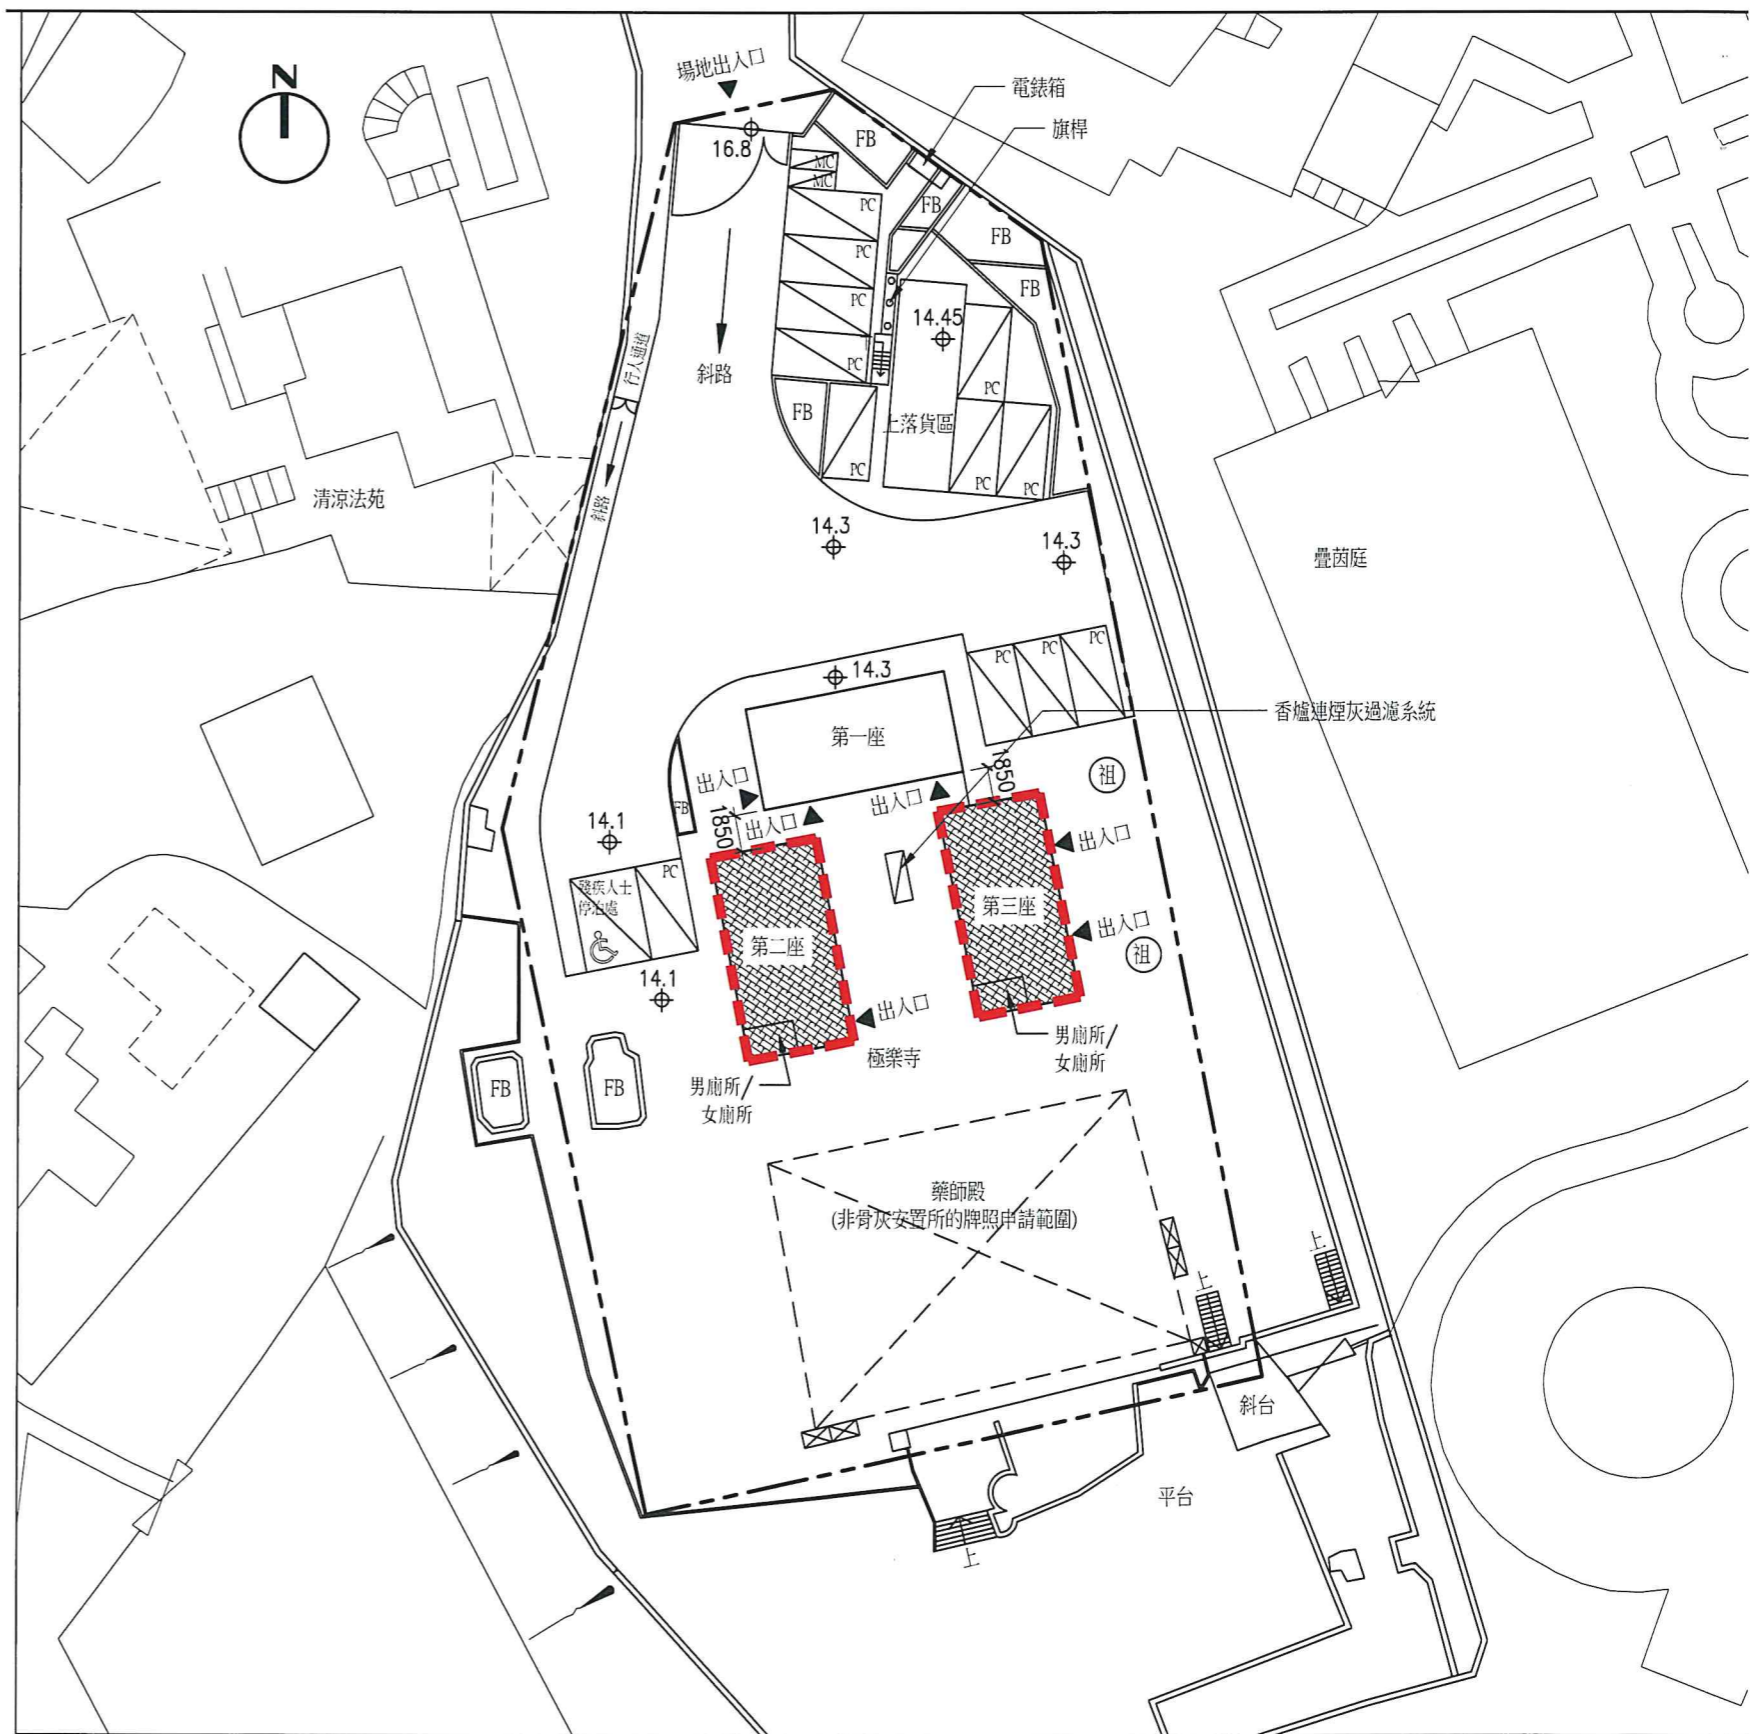 N
場地出入口
電錶箱
旗桿
16.8
FB
MC
MC
PC
FB
FB
PC
FB
PC
14.45
行人通道
斜路
PC
PC
FB
上落貨區
PC
PC
PC
斜路
清涼法苑
14.3
14.3
疊茵庭
PC
PC
PC
14.3
第一座
香爐連煙灰過濾系統
1850
祖
出入口
FB
出入口
1850
出入口
14.1
出入口
PC
殘疾人士
停泊處
第三座
出入口
第二座
祖
14.1
出入口
男廁所/
女廁所
極樂寺
FB
FB
男廁所/
女廁所
藥師殿
(非骨灰安置所的牌照申請範圍)
上
上
斜台
平台
上